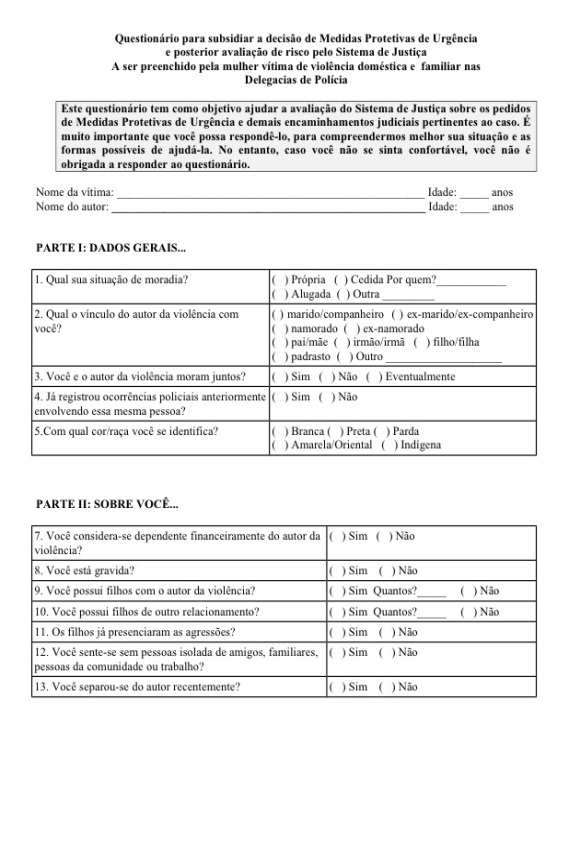 Questionário para subsidiar a decisão de Medidas Protetivas de Urgência
e posterior avaliação de risco pelo Sistema de Justiça
A ser preenchido pela mulher vítima de violência doméstica e familiar nas
Delegacias de Polícia
Este questionário tem como objetivo ajudar a avaliação do Sistema de Justiça sobre os pedidos
de Medidas Protetivas de Urgência e demais encaminhamentos judiciais pertinentes ao caso. É
muito importante que você possa respondê-lo, para compreendermos melhor sua situação e as
formas possíveis de ajudá-la. No entanto, caso você não se sinta confortável, você não é
obrigada a responder ao questionário.
Nome da vítima: ______ Idade: _____ anos
Nome do autor: ______ Idade: _____ anos
PARTE I: DADOS GERAIS...
1. Qual sua situação de moradia?
( ) Própria ( ) Cedida Por quem?____________
( ) Alugada ( ) Outra _________
2. Qual o vínculo do autor da violência com
você?
( ) marido/companheiro ( ) ex-marido/ex-companheiro
( ) namorado ( ) ex-namorado
( ) pai/mãe ( ) irmão/irmã ( ) filho/filha
( ) padrasto ( ) Outro ____________________
3. Você e o autor da violência moram juntos?
( ) Sim ( ) Não ( ) Eventualmente
4. Já registrou ocorrências policiais anteriormente
envolvendo essa mesma pessoa?
( ) Sim ( ) Não
5.Com qual cor/raça você se identifica?
( ) Branca ( ) Preta ( ) Parda
( ) Amarela/Oriental ( ) Indígena
PARTE II: SOBRE VOCÊ...
7. Você considera-se dependente financeiramente do autor da
violência?
( ) Sim ( ) Não
8. Você está gravida?
( ) Sim ( ) Não
9. Você possui filhos com o autor da violência?
( ) Sim Quantos?_____ ( ) Não
10. Você possui filhos de outro relacionamento?
( ) Sim Quantos?_____ ( ) Não
11. Os filhos já presenciaram as agressões?
( ) Sim ( ) Não
12. Você sente-se sem pessoas isolada de amigos, familiares,
pessoas da comunidade ou trabalho?
( ) Sim ( ) Não
13. Você separou-se do autor recentemente?
( ) Sim ( ) Não